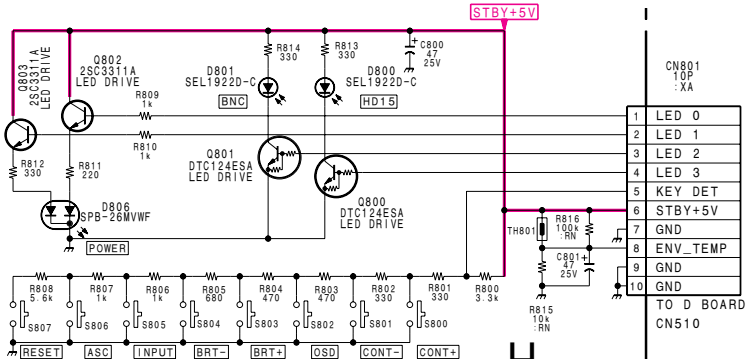 STBY+5V
Q803
2SC3311A
LED DRIVE
Q802
2SC3311A
LED DRIVE
R814
330
R813
330
C800
47
25V
D801
SEL1922D-C
BNC
D800
SEL1922D-C
HD15
R809
1k
R810
1k
R812
330
R811
220
Q801
DTC124ESA
LED DRIVE
Q800
DTC124ESA
LED DRIVE
D806
SPB-26MVWF
POWER
CN801
10P
:XA
1 LED 0
2 LED 1
3 LED 2
4 LED 3
5 KEY DET
6 STBY+5V
7 GND
8 ENV_TEMP
9 GND
10 GND
TO D BOARD
CN510
TH801
R816
100k
:RN
C801
47
25V
R815
10k
:RN
R808
5.6k
R807
1k
R806
1k
R805
680
R804
470
R803
470
R802
330
R801
330
R800
3.3k
S807
S806
S805
S804
S803
S802
S801
S800
RESET
ASC
INPUT
BRT-
BRT+
OSD
CONT-
CONT+